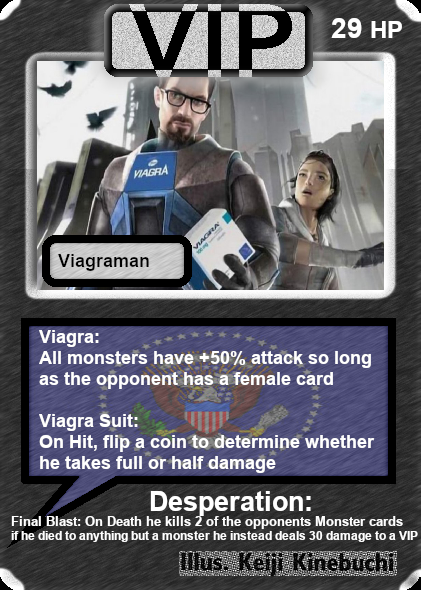 VIP
29 HP
VIAGRA
VIAGRA
Viagraman
Viagra:
All monsters have +50% attack so long
as the opponent has a female card
Viagra Suit:
On Hit, flip a coin to determine whether
he takes full or half damage
Desperation:
Final Blast: On Death he kills 2 of the opponents Monster cards
if he died to anything but a monster he instead deals 30 damage to a VIP
Illus. Keiji Kinebuchi